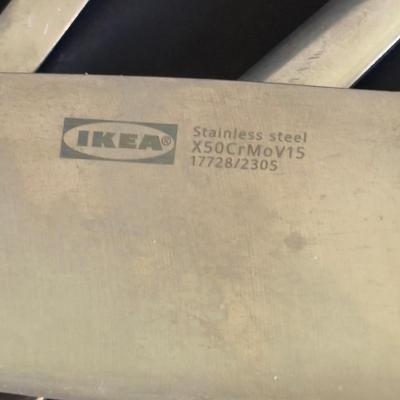 IKEA®
Stainless steel
X50CrMoV15
17728/2305